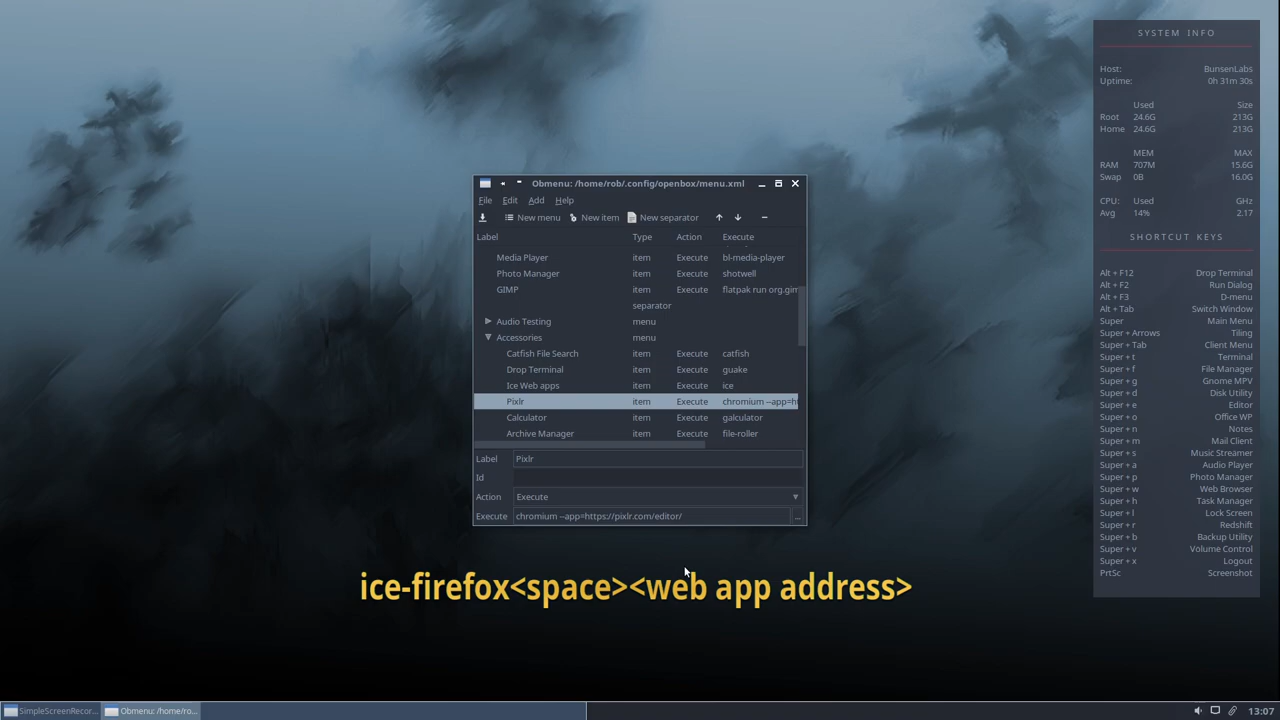 Obmenu: /home/rob/.config/openbox/menu.xml
File Edit Add Help
New menu New item New separator
Label Type Action Execute
Media Player item Execute bl-media-player
Photo Manager item Execute shotwell
GIMP item Execute flatpak run org.gim
separator
Audio Testing menu
Accessories menu
Catfish File Search item Execute catfish
Drop Terminal item Execute guake
Ice Web apps item Execute ice
Pixlr item Execute chromium --app=ht
Calculator item Execute galculator
Archive Manager item Execute file-roller
Label Pixlr
Id
Action Execute
Execute chromium --app=https://pixlr.com/editor/ ...
ice-firefox<space><web app address>
SYSTEM INFO
Host: BunsenLabs
Uptime: 0h 31m 30s
Used Size
Root 24.6G 213G
Home 24.6G 213G
MEM MAX
RAM 707M 15.6G
Swap 0B 16.0G
CPU: Used GHz
Avg 14% 2.17
SHORTCUT KEYS
Alt + F12 Drop Terminal
Alt + F2 Run Dialog
Alt + F3 D-menu
Alt + Tab Switch Window
Super Main Menu
Super + Arrows Tiling
Super + Tab Client Menu
Super + t Terminal
Super + f File Manager
Super + g Gnome MPV
Super + d Disk Utility
Super + e Editor
Super + o Office WP
Super + n Notes
Super + m Mail Client
Super + s Music Streamer
Super + a Audio Player
Super + p Photo Manager
Super + w Web Browser
Super + h Task Manager
Super + l Lock Screen
Super + r Redshift
Super + b Backup Utility
Super + v Volume Control
Super + x Logout
PrtSc Screenshot
SimpleScreenRecor... Obmenu: /home/ro... 13:07